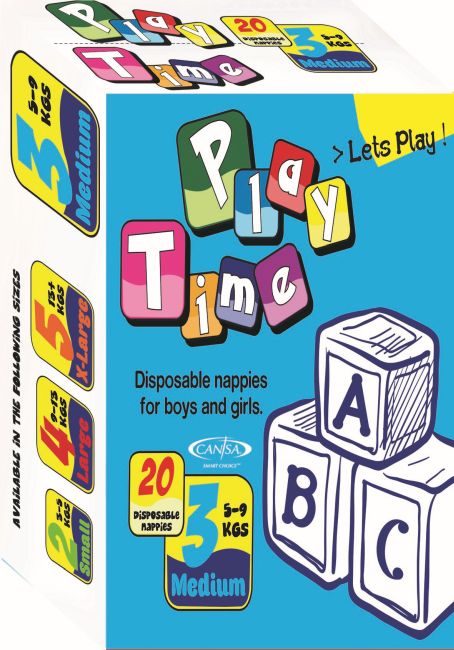 Play
Time
20
DISPOSABLE
NAPPIES
3
5-9
KGS
Medium
3
5-9
KGS
Medium
AVAILABLE IN THE FOLLOWING SIZES
5
15+
KGS
X-Large
4
9-15
KGS
Large
2
3-6
KGS
Small
> Lets Play !
Play
Time
Disposable nappies
for boys and girls.
CANSA
SMART CHOICE™
20
DISPOSABLE
NAPPIES
3
5-9
KGS
Medium
A
B
C